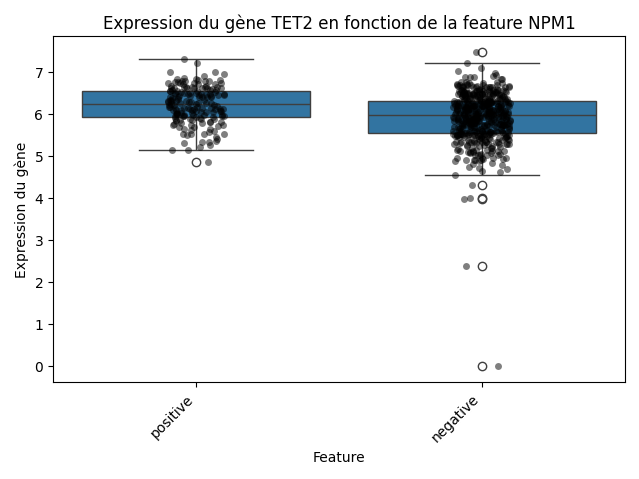 Expression du gène TET2 en fonction de la feature NPM1
Expression du gène
7
6
5
4
3
2
1
0
positive
negative
Feature